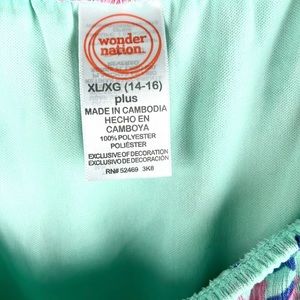 wonder
nation.
XL/XG (14-16)
plus
MADE IN CAMBODIA
HECHO EN
CAMBOYA
100% POLYESTER
POLIÉSTER
EXCLUSIVE OF DECORATION
EXCLUSIVO DE DECORACIÓN
RN# 52469 3K8